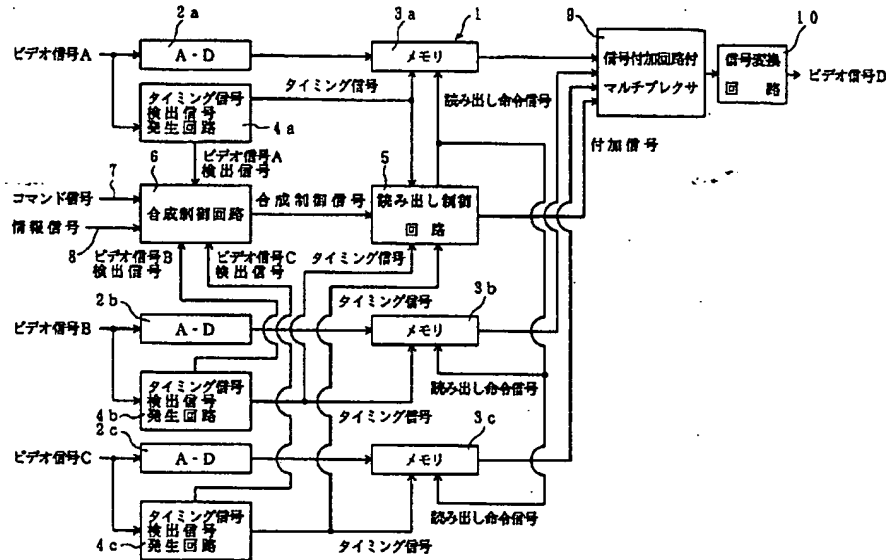 2a
3a
1
9
10
ビデオ信号A
A-D
メモリ
信号付加回路付
マルチプレクサ
信号変換
回路
ビデオ信号D
タイミング信号
読み出し命令信号
タイミング信号
検出信号
発生回路
4a
付加信号
ビデオ信号A
検出信号
6
5
7
コマンド信号
合成制御回路
合成制御信号
読み出し制御
回路
情報信号
8
ビデオ信号B
検出信号
ビデオ信号C
検出信号
タイミング信号
タイミング信号
2b
3b
ビデオ信号B
A-D
メモリ
タイミング信号
検出信号
発生回路
4b
読み出し命令信号
タイミング信号
2c
3c
ビデオ信号C
A-D
メモリ
タイミング信号
検出信号
発生回路
4c
読み出し命令信号
タイミング信号